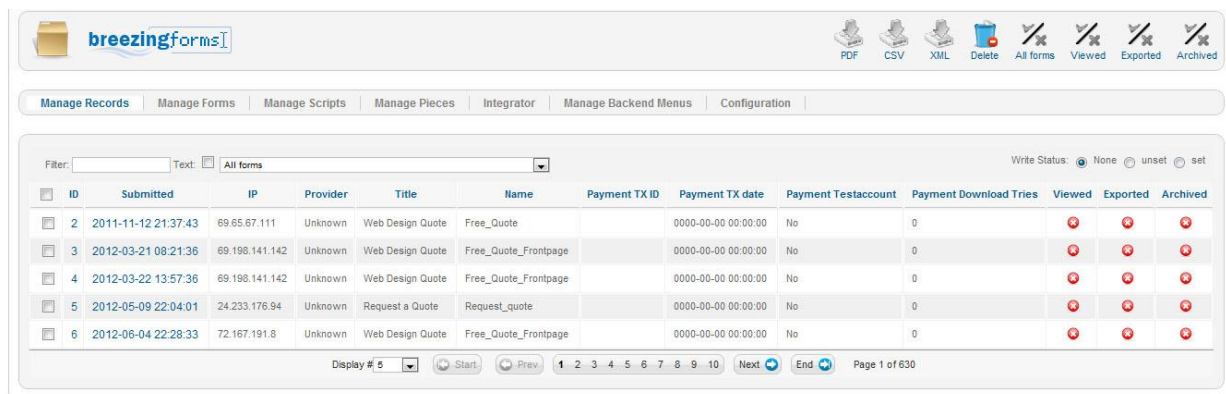 breezingforms
PDF CSV XML Delete All forms Viewed Exported Archived
Manage Records Manage Forms Manage Scripts Manage Pieces Integrator Manage Backend Menus Configuration
Filter: Text: All forms Write Status: None unset set
ID Submitted IP Provider Title Name Payment TX ID Payment TX date Payment Testaccount Payment Download Tries Viewed Exported Archived
2 2011-11-12 21:37:43 69.65.67.111 Unknown Web Design Quote Free_Quote 0000-00-00 00:00:00 No 0
3 2012-03-21 08:21:36 69.198.141.142 Unknown Web Design Quote Free_Quote_Frontpage 0000-00-00 00:00:00 No 0
4 2012-03-22 13:57:36 69.198.141.142 Unknown Web Design Quote Free_Quote_Frontpage 0000-00-00 00:00:00 No 0
5 2012-05-09 22:04:01 24.233.176.94 Unknown Request a Quote Request_quote 0000-00-00 00:00:00 No 0
6 2012-06-04 22:28:33 72.167.191.8 Unknown Web Design Quote Free_Quote_Frontpage 0000-00-00 00:00:00 No 0
Display # 5 Start Prev 1 2 3 4 5 6 7 8 9 10 Next End Page 1 of 630